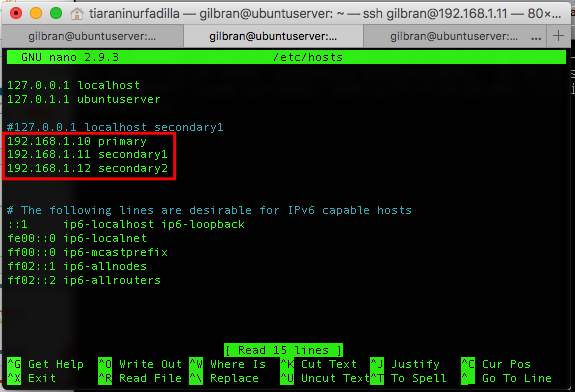 tiaraninurfadilla — gilbran@ubuntuserver: ~ — ssh gilbran@192.168.1.11 — 80×...
gilbran@ubuntuserver:... gilbran@ubuntuserver:... gilbran@ubuntuserver:... ... +
GNU nano 2.9.3 /etc/hosts
127.0.0.1 localhost
127.0.1.1 ubuntuserver
#127.0.0.1 localhost secondary1
192.168.1.10 primary
192.168.1.11 secondary1
192.168.1.12 secondary2
# The following lines are desirable for IPv6 capable hosts
::1 ip6-localhost ip6-loopback
fe00::0 ip6-localnet
ff00::0 ip6-mcastprefix
ff02::1 ip6-allnodes
ff02::2 ip6-allrouters
[ Read 15 lines ]
^G Get Help ^O Write Out ^W Where Is ^K Cut Text ^J Justify ^C Cur Pos
^X Exit ^R Read File ^\ Replace ^U Uncut Text ^T To Spell ^_ Go To Line